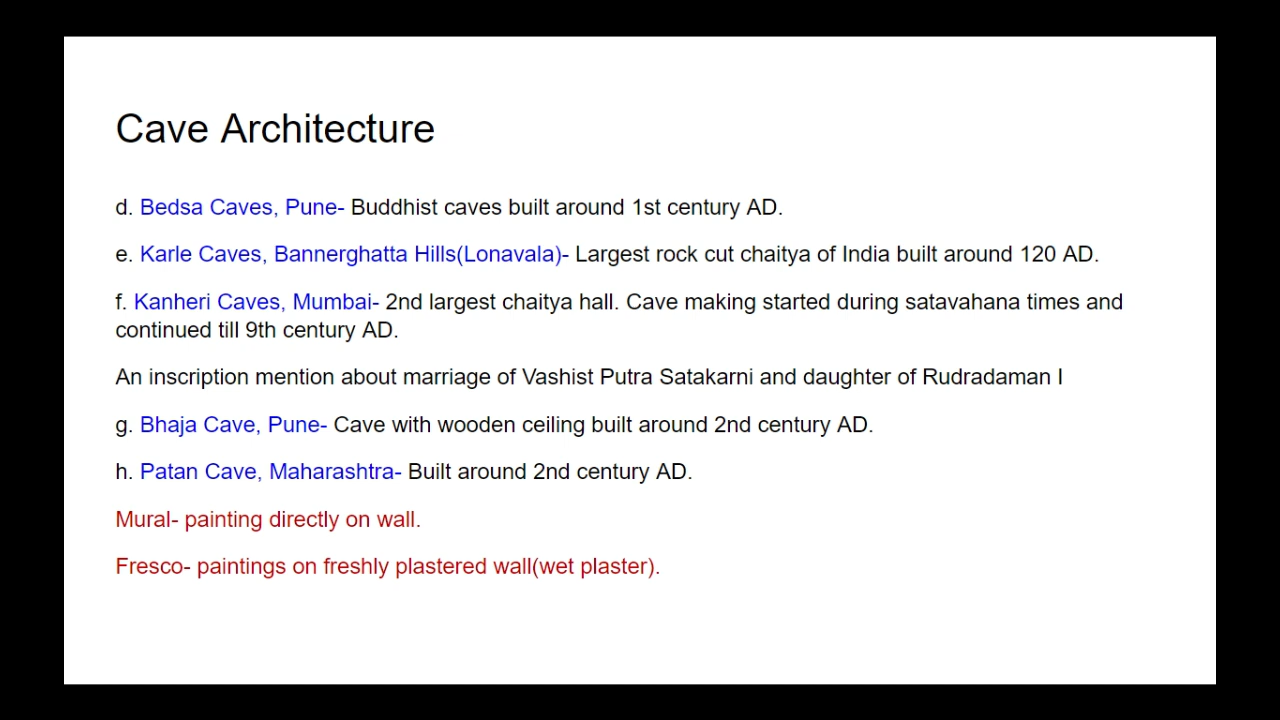 Cave Architecture
d. Bedsa Caves, Pune- Buddhist caves built around 1st century AD.
e. Karle Caves, Bannerghatta Hills(Lonavala)- Largest rock cut chaitya of India built around 120 AD.
f. Kanheri Caves, Mumbai- 2nd largest chaitya hall. Cave making started during satavahana times and
continued till 9th century AD.
An inscription mention about marriage of Vashist Putra Satakarni and daughter of Rudradaman I
g. Bhaja Cave, Pune- Cave with wooden ceiling built around 2nd century AD.
h. Patan Cave, Maharashtra- Built around 2nd century AD.
Mural- painting directly on wall.
Fresco- paintings on freshly plastered wall(wet plaster).